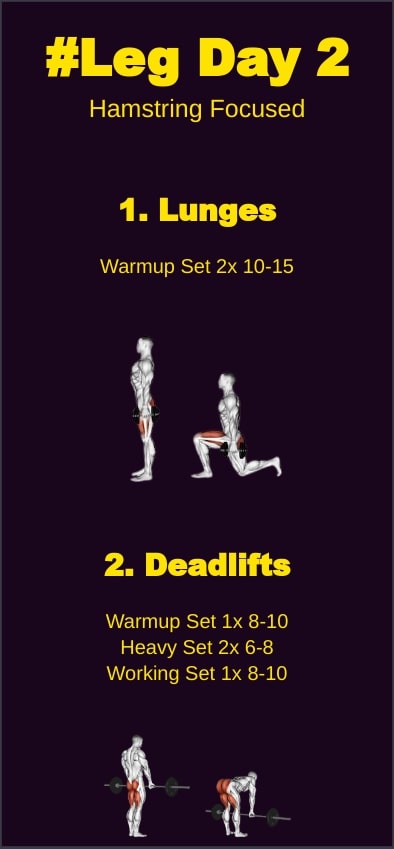 #Leg Day 2
Hamstring Focused
1. Lunges
Warmup Set 2x 10-15
2. Deadlifts
Warmup Set 1x 8-10
Heavy Set 2x 6-8
Working Set 1x 8-10